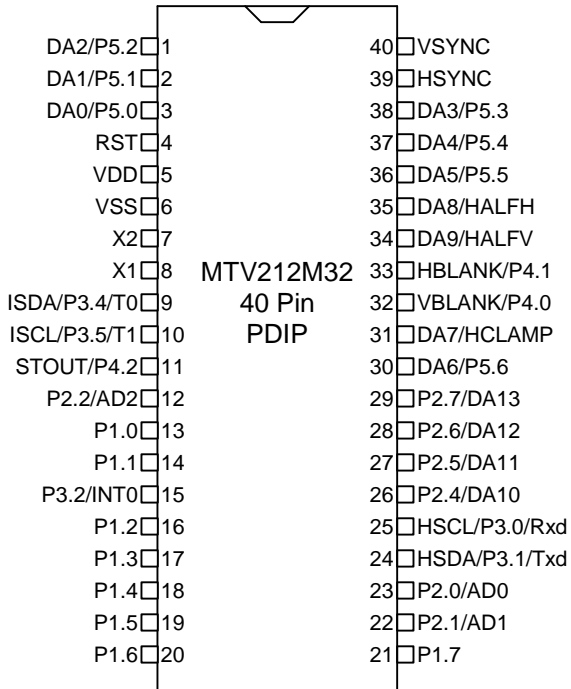 DA2/P5.2 1 40 VSYNC
DA1/P5.1 2 39 HSYNC
DA0/P5.0 3 38 DA3/P5.3
RST 4 37 DA4/P5.4
VDD 5 36 DA5/P5.5
VSS 6 35 DA8/HALFH
X2 7 34 DA9/HALFV
X1 8 MTV212M32 33 HBLANK/P4.1
ISDA/P3.4/T0 9 40 Pin 32 VBLANK/P4.0
ISCL/P3.5/T1 10 PDIP 31 DA7/HCLAMP
STOUT/P4.2 11 30 DA6/P5.6
P2.2/AD2 12 29 P2.7/DA13
P1.0 13 28 P2.6/DA12
P1.1 14 27 P2.5/DA11
P3.2/INT0 15 26 P2.4/DA10
P1.2 16 25 HSCL/P3.0/Rxd
P1.3 17 24 HSDA/P3.1/Txd
P1.4 18 23 P2.0/AD0
P1.5 19 22 P2.1/AD1
P1.6 20 21 P1.7